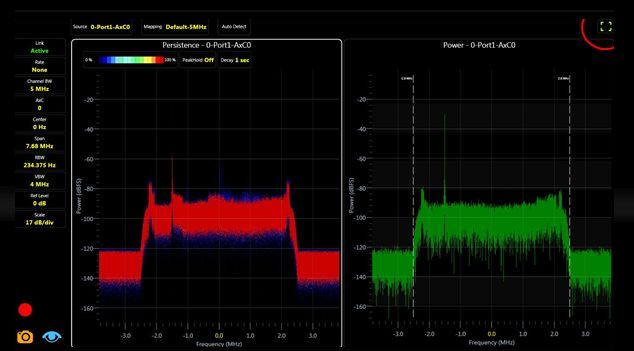 Source 0-Port1-AxC0 Mapping Default-5MHz Auto Detect
Link
Active
Rate
None
Channel BW
5 MHz
AxC
0
Center
0 Hz
Span
7.68 MHz
RBW
234.375 Hz
VBW
4 MHz
Ref Level
0 dB
Scale
17 dB/div
Persistence - 0-Port1-AxC0
0 % 100 % PeakHold Off Decay 1 sec
Power (dBFS)
-20
-40
-60
-80
-100
-120
-140
-160
-3.0 -2.0 -1.0 0.0 1.0 2.0 3.0
Frequency (MHz)
Power - 0-Port1-AxC0
Power (dBFS)
-20
-40
-60
-80
-100
-120
-140
-160
-3.0 -2.0 -1.0 0.0 1.0 2.0 3.0
Frequency (MHz)